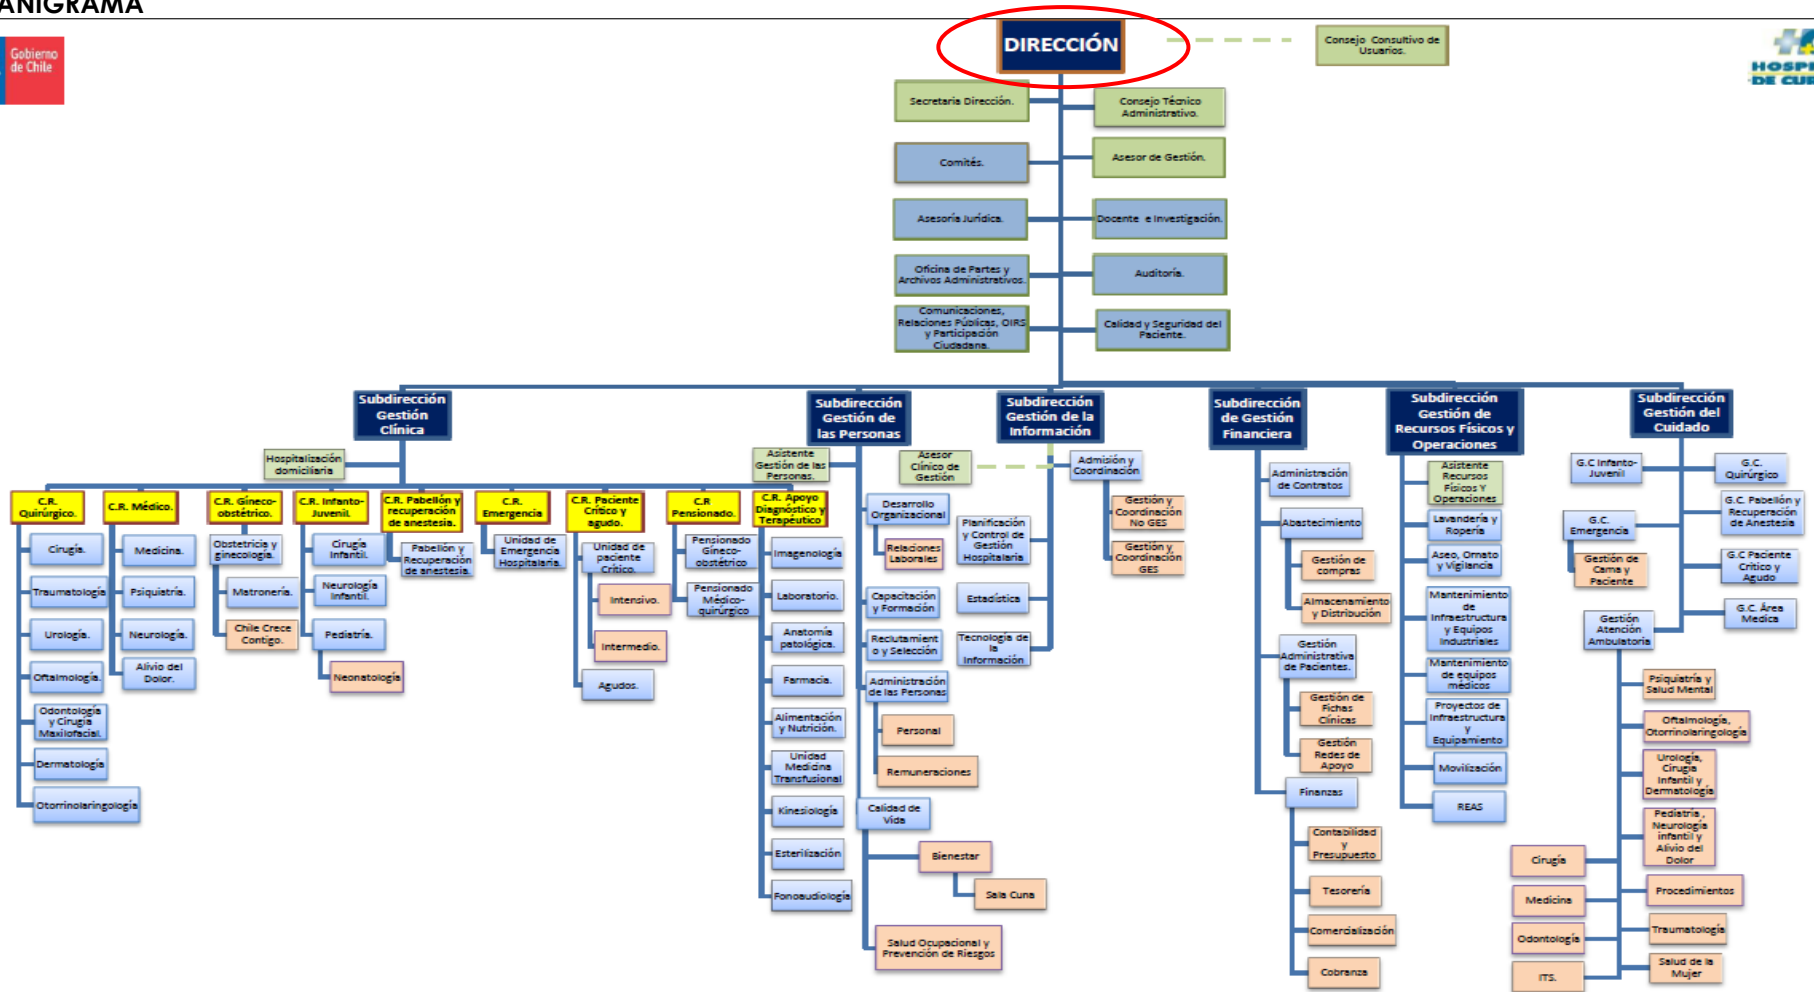 ANIGRAMA
Gobierno
de Chile
DIRECCIÓN
Consejo Consultivo de
Usuarios.
HOSPI
DE CUR
Secretaria Dirección.
Consejo Técnico
Administrativo.
Comités.
Asesor de Gestión.
Asesoría Jurídica.
Docente e Investigación.
Oficina de Partes y
Archivos Administrativos.
Auditoría.
Comunicaciones,
Relaciones Públicas, OIRS
y Participación
Ciudadana.
Calidad y Seguridad del
Paciente.
Subdirección
Gestión
Clínica
Hospitalización
domiciliaria
C.R.
Quirúrgico.
Cirugía.
Traumatología
Urología.
Oftalmología.
Odontología
y Cirugía
Maxilofacial.
Dermatología
Otorrinolaringología
C.R. Médico.
Medicina.
Psiquiatría.
Neurología.
Alivio del
Dolor.
C.R. Gineco-
obstétrico.
Obstetricia y
ginecología.
Matronería.
Chile Crece
Contigo.
C.R. Infanto-
Juvenil.
Cirugía
Infantil.
Neurología
Infantil.
Pediatría.
Neonatología
C.R. Pabellón y
recuperación
de anestesia.
Pabellón y
Recuperación
de anestesia.
C.R.
Emergencia
Unidad de
Emergencia
Hospitalaria.
C.R. Paciente
Crítico y
agudo.
Unidad de
paciente
Crítico.
Intensivo.
Intermedio.
Agudos.
C.R
Pensionado.
Pensionado
Gineco-
obstétrico
Pensionado
Médico-
quirúrgico
C.R. Apoyo
Diagnóstico y
Terapéutico
Imagenología
Laboratorio.
Anatomía
patológica.
Farmacia.
Alimentación
y Nutrición.
Unidad
Medicina
Transfusional
Kinesiología
Esterilización
Fonoaudiología
Subdirección
Gestión de
las Personas
Asistente
Gestión de las
Personas.
Desarrollo
Organizacional
Relaciones
Laborales
Capacitación
y Formación
Reclutamient
o y Selección
Administración
de las Personas
Personal
Remuneraciones
Calidad de
Vida
Bienestar
Sala Cuna
Salud Ocupacional y
Prevención de Riesgos
Subdirección
Gestión de la
Información
Asesor
Clínico de
Gestión
Admisión y
Coordinación
Gestión y
Coordinación
No GES
Gestión y
Coordinación
GES
Planificación
y Control de
Gestión
Hospitalaria
Estadística
Tecnología de
la
Información
Subdirección
de Gestión
Financiera
Administración
de Contratos
Abastecimiento
Gestión de
compras
Almacenamiento
y Distribución
Gestión
Administrativa
de Pacientes.
Gestión de
Fichas
Clínicas
Gestión
Redes de
Apoyo
Finanzas
Contabilidad
y
Presupuesto
Tesorería
Comercialización
Cobranza
Subdirección
Gestión de
Recursos Físicos y
Operaciones
Asistente
Recursos
Físicos Y
Operaciones
Lavandería y
Ropería
Aseo, Ornato
y Vigilancia
Mantenimiento
de
Infraestructura
y Equipos
Industriales
Mantenimiento
de equipos
médicos
Proyectos de
Infraestructura
y
Equipamiento
Movilización
REAS
Subdirección
Gestión del
Cuidado
G.C Infanto-
Juvenil
G.C.
Quirúrgico
G.C.
Emergencia
Gestión de
Cama y
Paciente
G.C. Pabellón y
Recuperación
de Anestesia
G.C Paciente
Critico y
Agudo
G.C. Área
Medica
Gestión
Atención
Ambulatoria
Psiquiatría y
Salud Mental
Oftalmología,
Otorrinolaringología
Urología,
Cirugía
Infantil y
Dermatología
Pediatría ,
Neurología
infantil y
Alivio del
Dolor
Cirugía
Procedimientos
Medicina
Traumatología
Odontología
Salud de la
Mujer
ITS.